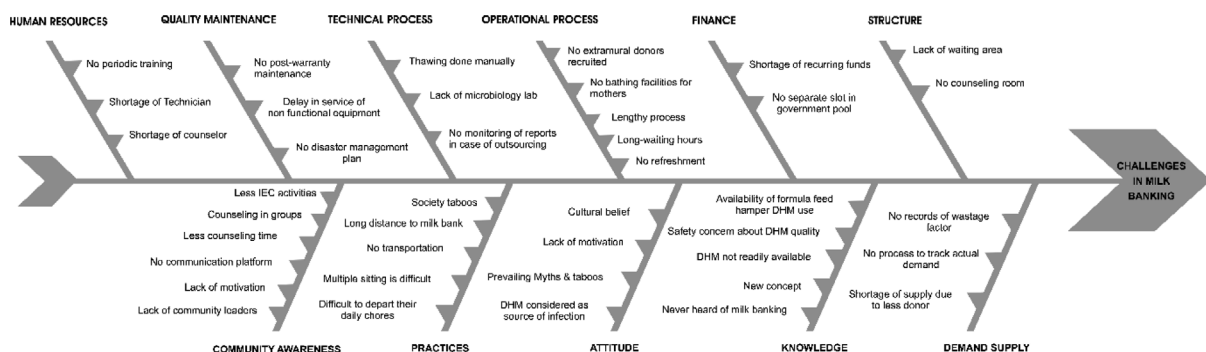 HUMAN RESOURCES
No periodic training
Shortage of Technician
Shortage of counselor
QUALITY MAINTENANCE
No post-warranty
maintenance
Delay in service of
non functional equipment
No disaster management
plan
TECHNICAL PROCESS
Thawing done manually
Lack of microbiology lab
No monitoring of reports
in case of outsourcing
OPERATIONAL PROCESS
No extramural donors
recruited
No bathing facilities for
mothers
Lengthy process
Long-waiting hours
No refreshment
FINANCE
Shortage of recurring funds
No separate slot in
government pool
STRUCTURE
Lack of waiting area
No counseling room
CHALLENGES
IN MILK
BANKING
Less IEC activities
Counseling in groups
Less counseling time
No communication platform
Lack of motivation
Lack of community leaders
COMMUNITY AWARENESS
Society taboos
Long distance to milk bank
No transportation
Multiple sitting is difficult
Difficult to depart their
daily chores
PRACTICES
Cultural belief
Lack of motivation
Prevailing Myths & taboos
DHM considered as
source of infection
ATTITUDE
Availability of formula feed
hamper DHM use
Safety concern about DHM quality
DHM not readily available
New concept
Never heard of milk banking
KNOWLEDGE
No records of wastage
factor
No process to track actual
demand
Shortage of supply due
to less donor
DEMAND SUPPLY